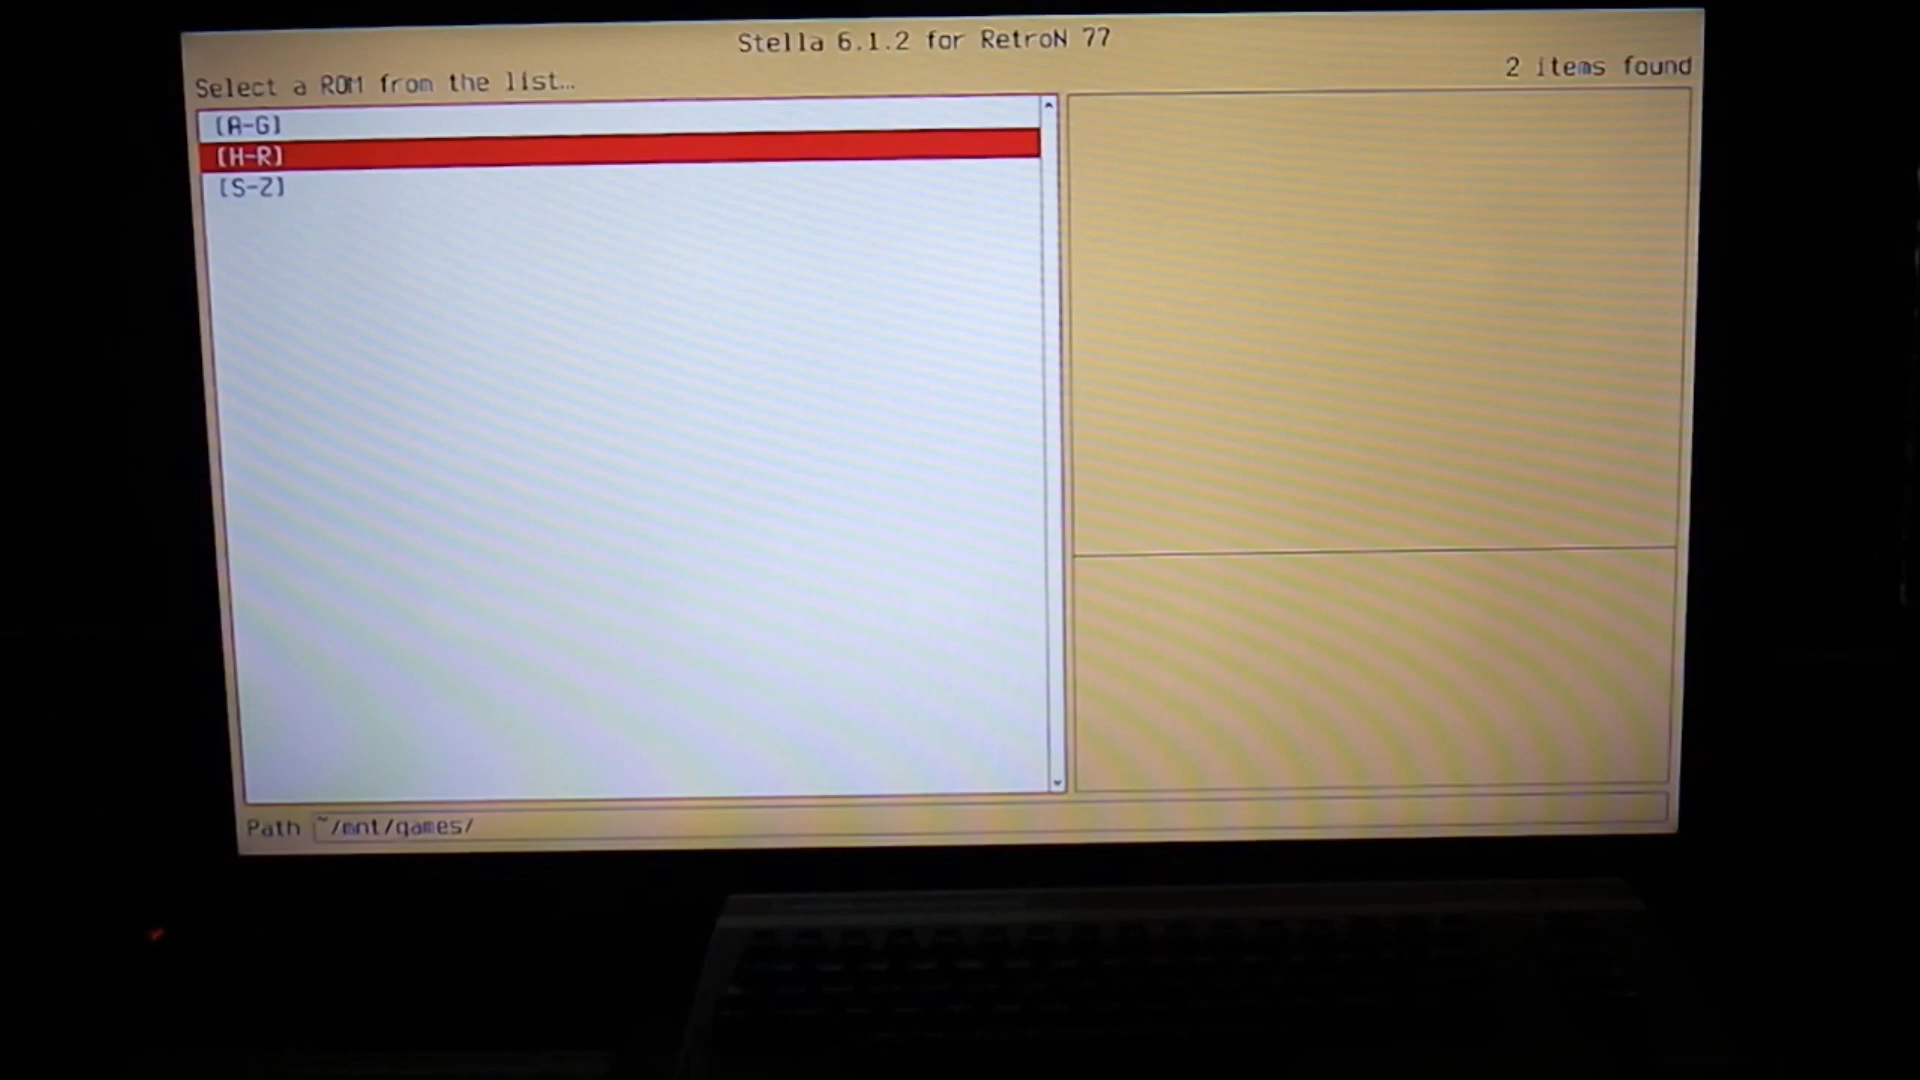 Stella 6.1.2 for RetroN 77
Select a ROM from the list...
2 items found
[A-G]
[H-R]
[S-Z]
Path ~/mnt/games/